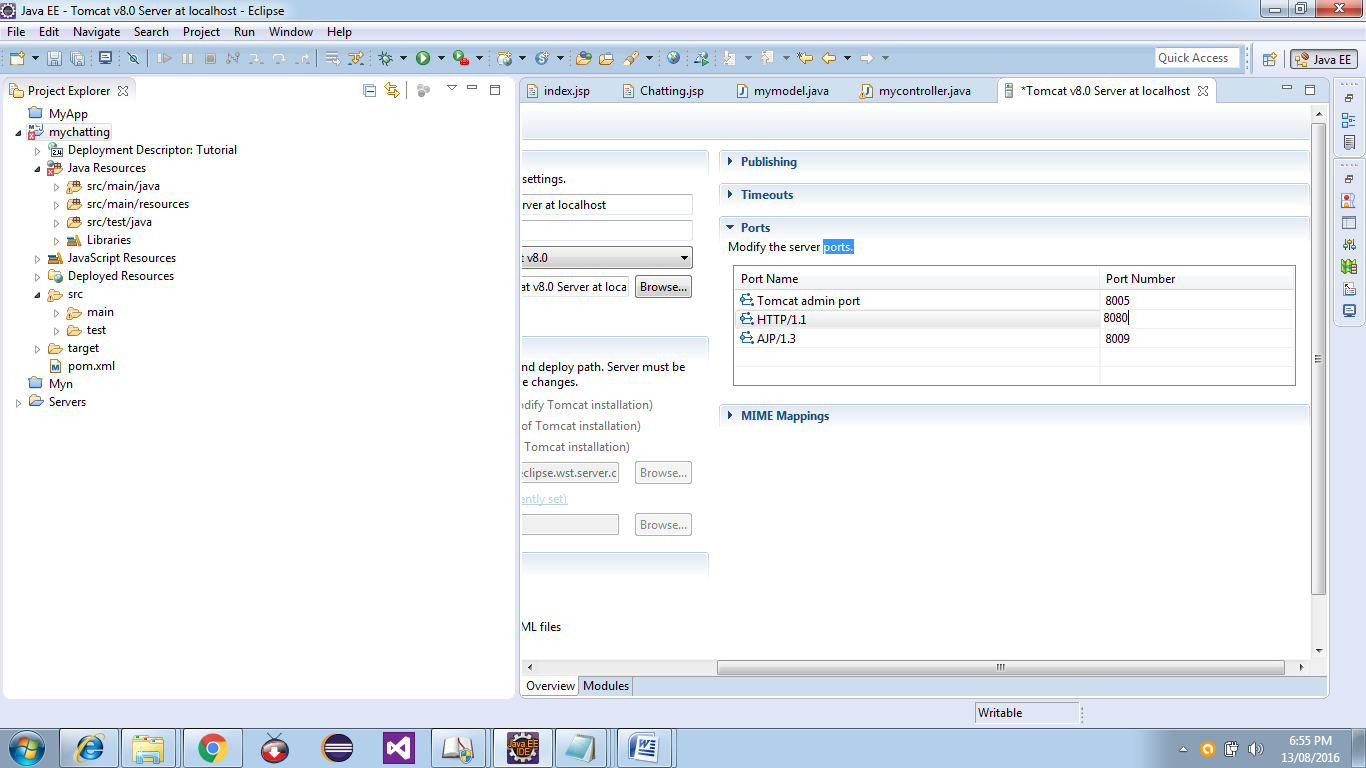 Java EE - Tomcat v8.0 Server at localhost - Eclipse
File Edit Navigate Search Project Run Window Help
Quick Access Java EE
Project Explorer
index.jsp Chatting.jsp mymodel.java mycontroller.java *Tomcat v8.0 Server at localhost
MyApp
mychatting
Deployment Descriptor: Tutorial
Java Resources
src/main/java
src/main/resources
src/test/java
Libraries
JavaScript Resources
Deployed Resources
src
main
test
target
pom.xml
Myn
Servers
settings.
rver at localhost
t v8.0
at v8.0 Server at loca Browse...
nd deploy path. Server must be
e changes.
odify Tomcat installation)
of Tomcat installation)
Tomcat installation)
eclipse.wst.server.c Browse...
ently set)
Browse...
ML files
Publishing
Timeouts
Ports
Modify the server ports.
Port Name Port Number
Tomcat admin port 8005
HTTP/1.1 8080
AJP/1.3 8009
MIME Mappings
Overview Modules
Writable
Java EE
IDE
6:55 PM
13/08/2016